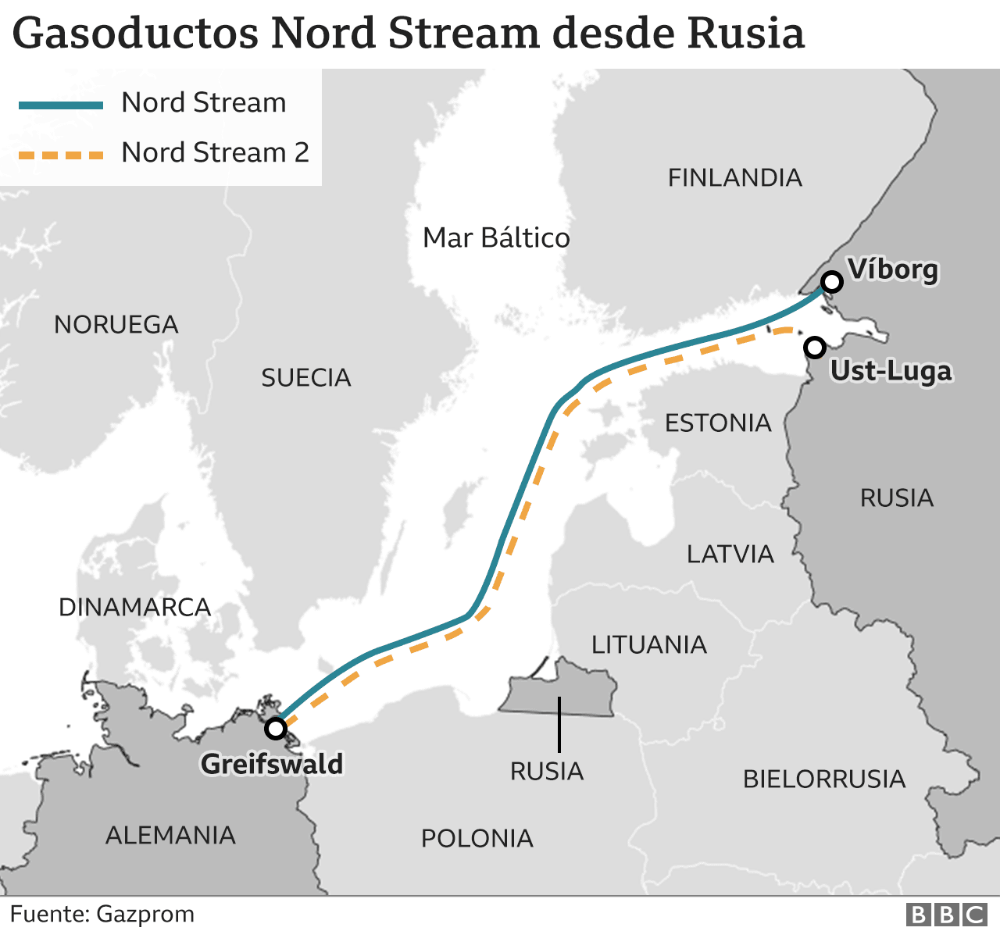 Gasoductos Nord Stream desde Rusia
Nord Stream
Nord Stream 2
FINLANDIA
Mar Báltico
Víborg
NORUEGA
SUECIA
Ust-Luga
ESTONIA
RUSIA
LATVIA
DINAMARCA
LITUANIA
Greifswald
RUSIA
BIELORRUSIA
ALEMANIA
POLONIA
Fuente: Gazprom
BBC